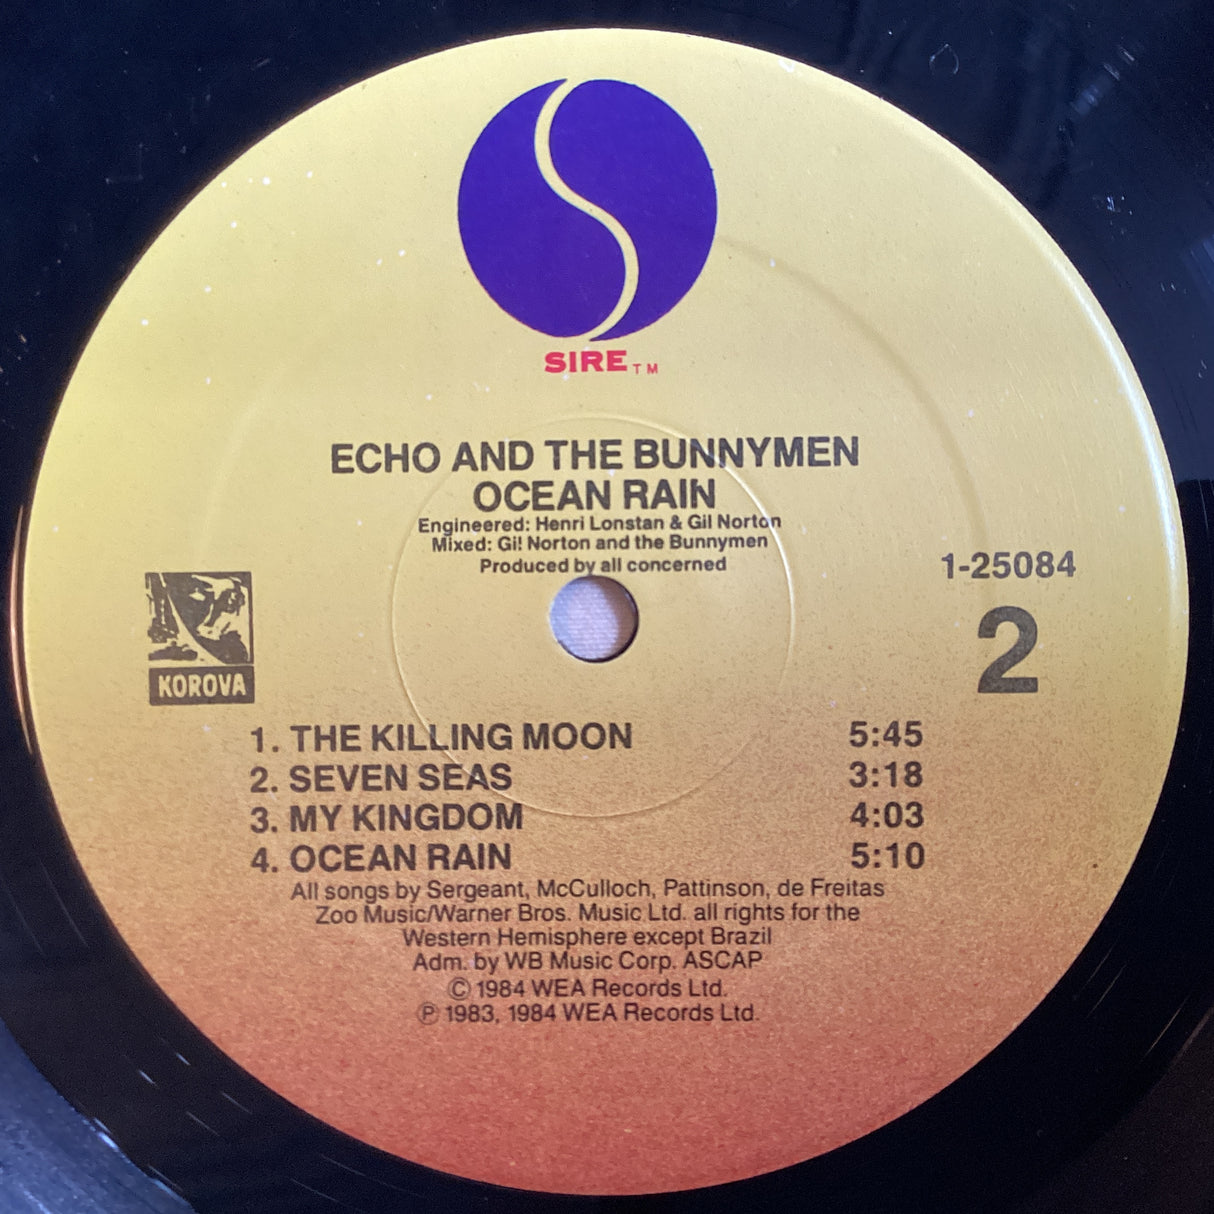 SIRE TM
ECHO AND THE BUNNYMEN
OCEAN RAIN
Engineered: Henri Lonstan & Gil Norton
Mixed: Gil Norton and the Bunnymen
Produced by all concerned
1-25084
2
KOROVA
1. THE KILLING MOON 5:45
2. SEVEN SEAS 3:18
3. MY KINGDOM 4:03
4. OCEAN RAIN 5:10
All songs by Sergeant, McCulloch, Pattinson, de Freitas
Zoo Music/Warner Bros. Music Ltd. all rights for the
Western Hemisphere except Brazil
Adm. by WB Music Corp. ASCAP
© 1984 WEA Records Ltd.
℗ 1983, 1984 WEA Records Ltd.